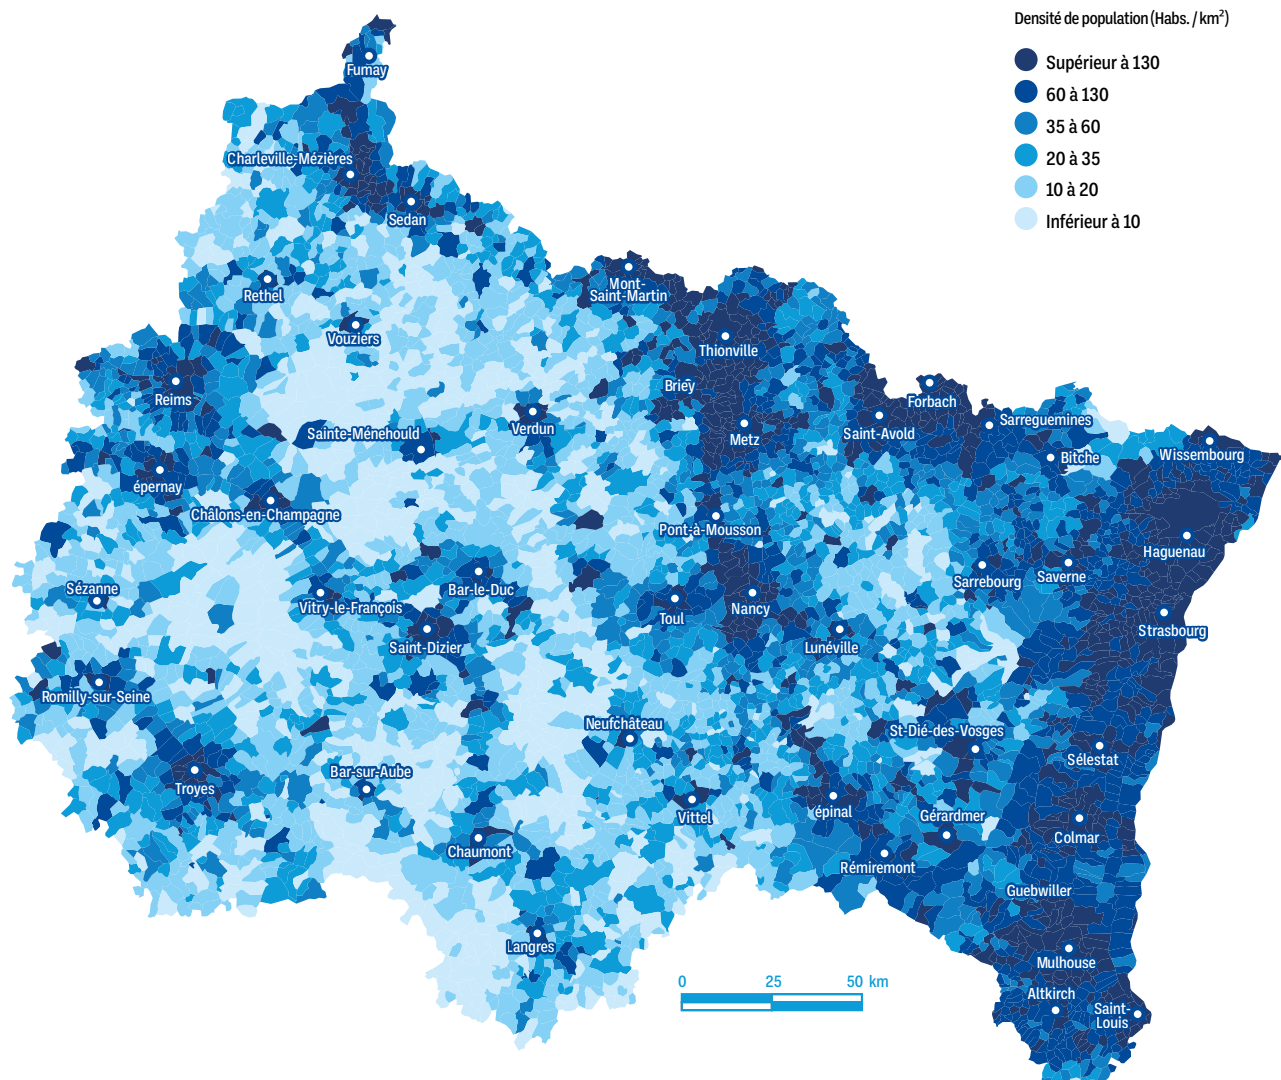 Densité de population (Habs. / km²)
Supérieur à 130
60 à 130
35 à 60
20 à 35
10 à 20
Inférieur à 10
Fumay
Charleville-Mézières
Sedan
Rethel
Mont-
Saint-Martin
Vouziers
Thionville
Briey
Reims
Forbach
Sainte-Ménehould
Verdun
Metz
Saint-Avold
Sarreguemines
Bitche
Wissembourg
épernay
Châlons-en-Champagne
Pont-à-Mousson
Haguenau
Sézanne
Vitry-le-François
Bar-le-Duc
Toul
Nancy
Sarrebourg
Saverne
Strasbourg
Saint-Dizier
Lunéville
Romilly-sur-Seine
Neufchâteau
St-Dié-des-Vosges
Sélestat
Troyes
Bar-sur-Aube
Vittel
épinal
Gérardmer
Colmar
Chaumont
Rémiremont
Guebwiller
Langres
Mulhouse
0 25 50 km
Altkirch
Saint-
Louis